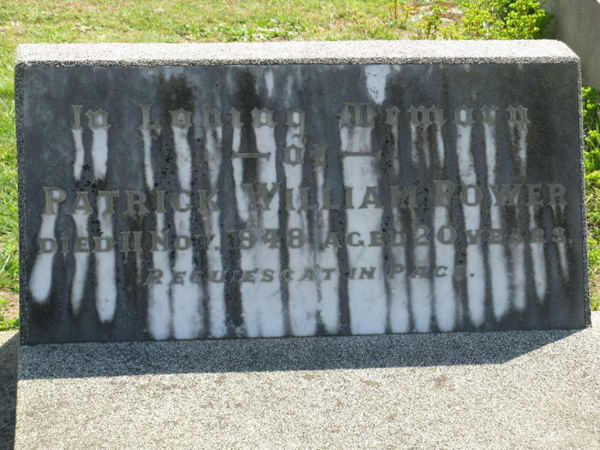 In Loving Memory
of
PATRICK WILLIAM POWER
DIED 11 NOV. 1948 AGED 20 YEARS.
REQUIESCAT IN PACE.